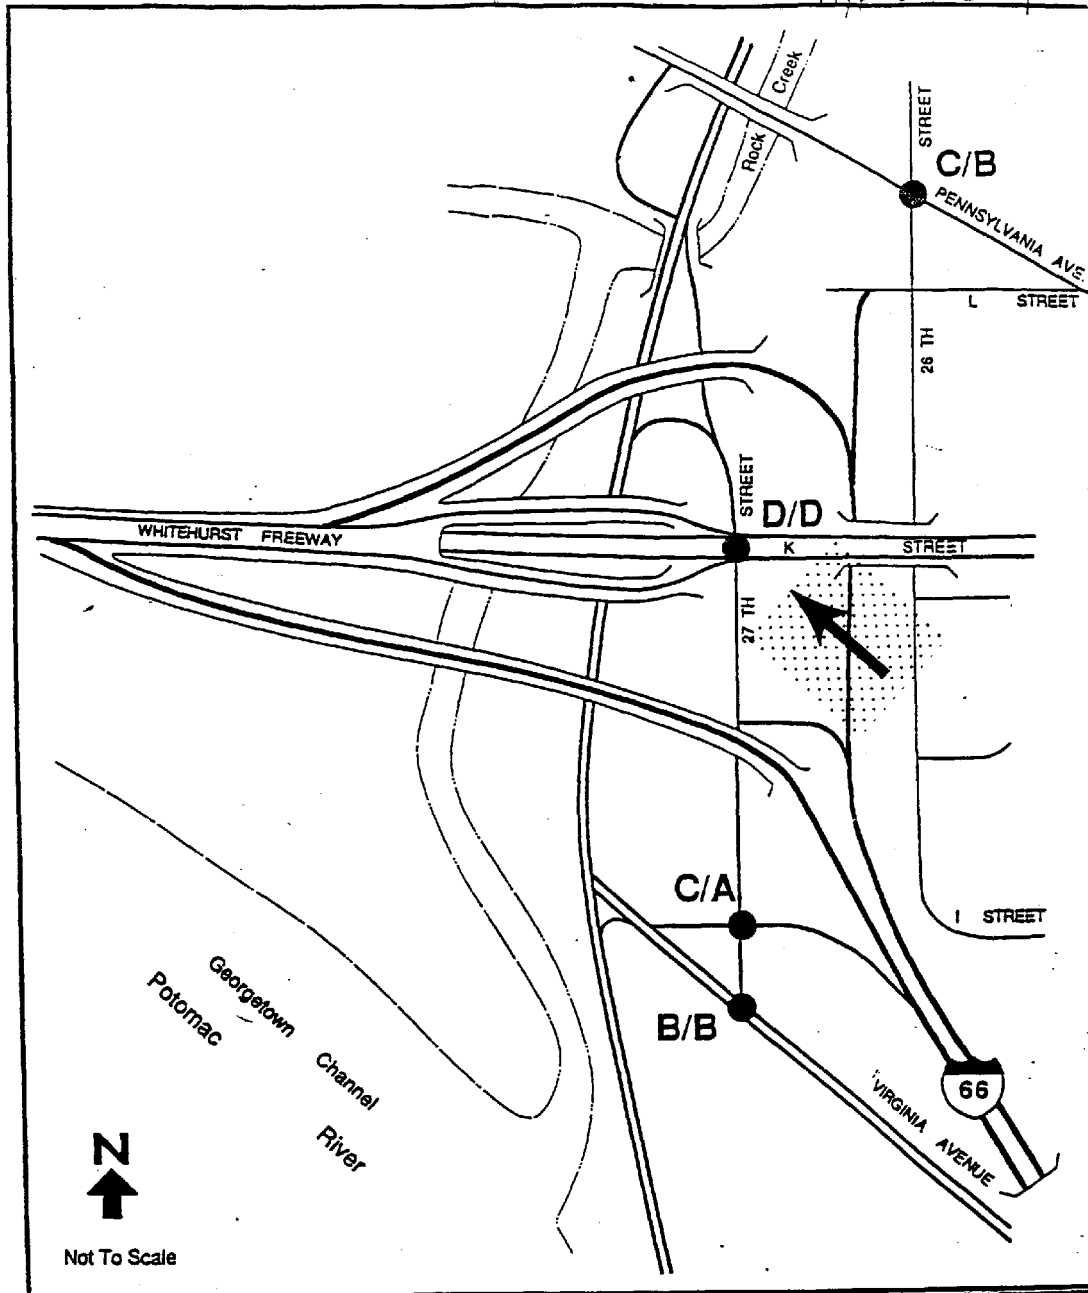 Creek
Rock
STREET
C/B
PENNSYLVANIA AVE.
L STREET
26 TH
STREET
D/D
WHITEHURST FREEWAY
K STREET
27 TH
C/A
I STREET
Georgetown Channel
Potomac River
B/B
66
VIRGINIA AVENUE
N
Not To Scale